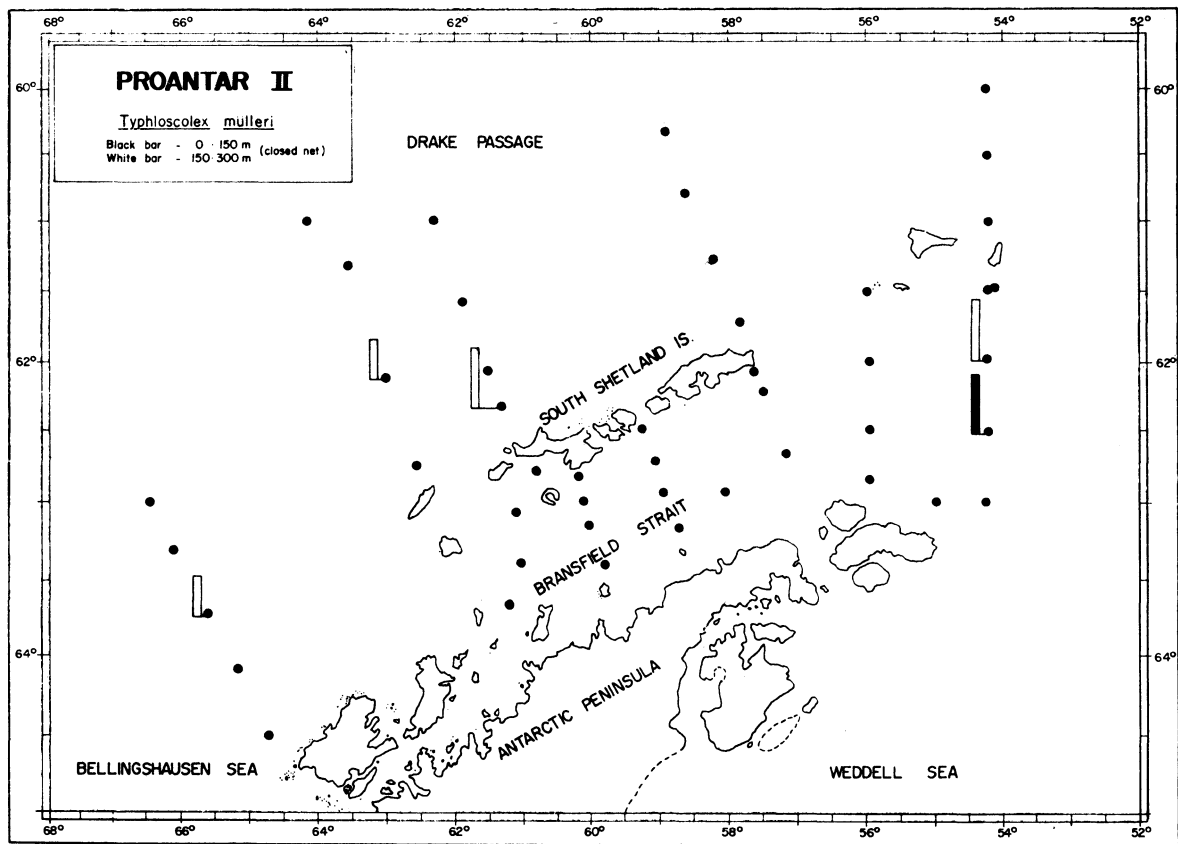 68° 66° 64° 62° 60° 58° 56° 54° 52°
PROANTAR II
Typhloscolex mülleri
Black bar - 0 · 150 m (closed net)
White bar - 150·300 m
60° 60°
DRAKE PASSAGE
62° 62°
SOUTH SHETLAND IS.
BRANSFIELD STRAIT
64° 64°
ANTARCTIC PENINSULA
BELLINGSHAUSEN SEA
WEDDELL SEA
68° 66° 64° 62° 60° 58° 56° 54° 52°